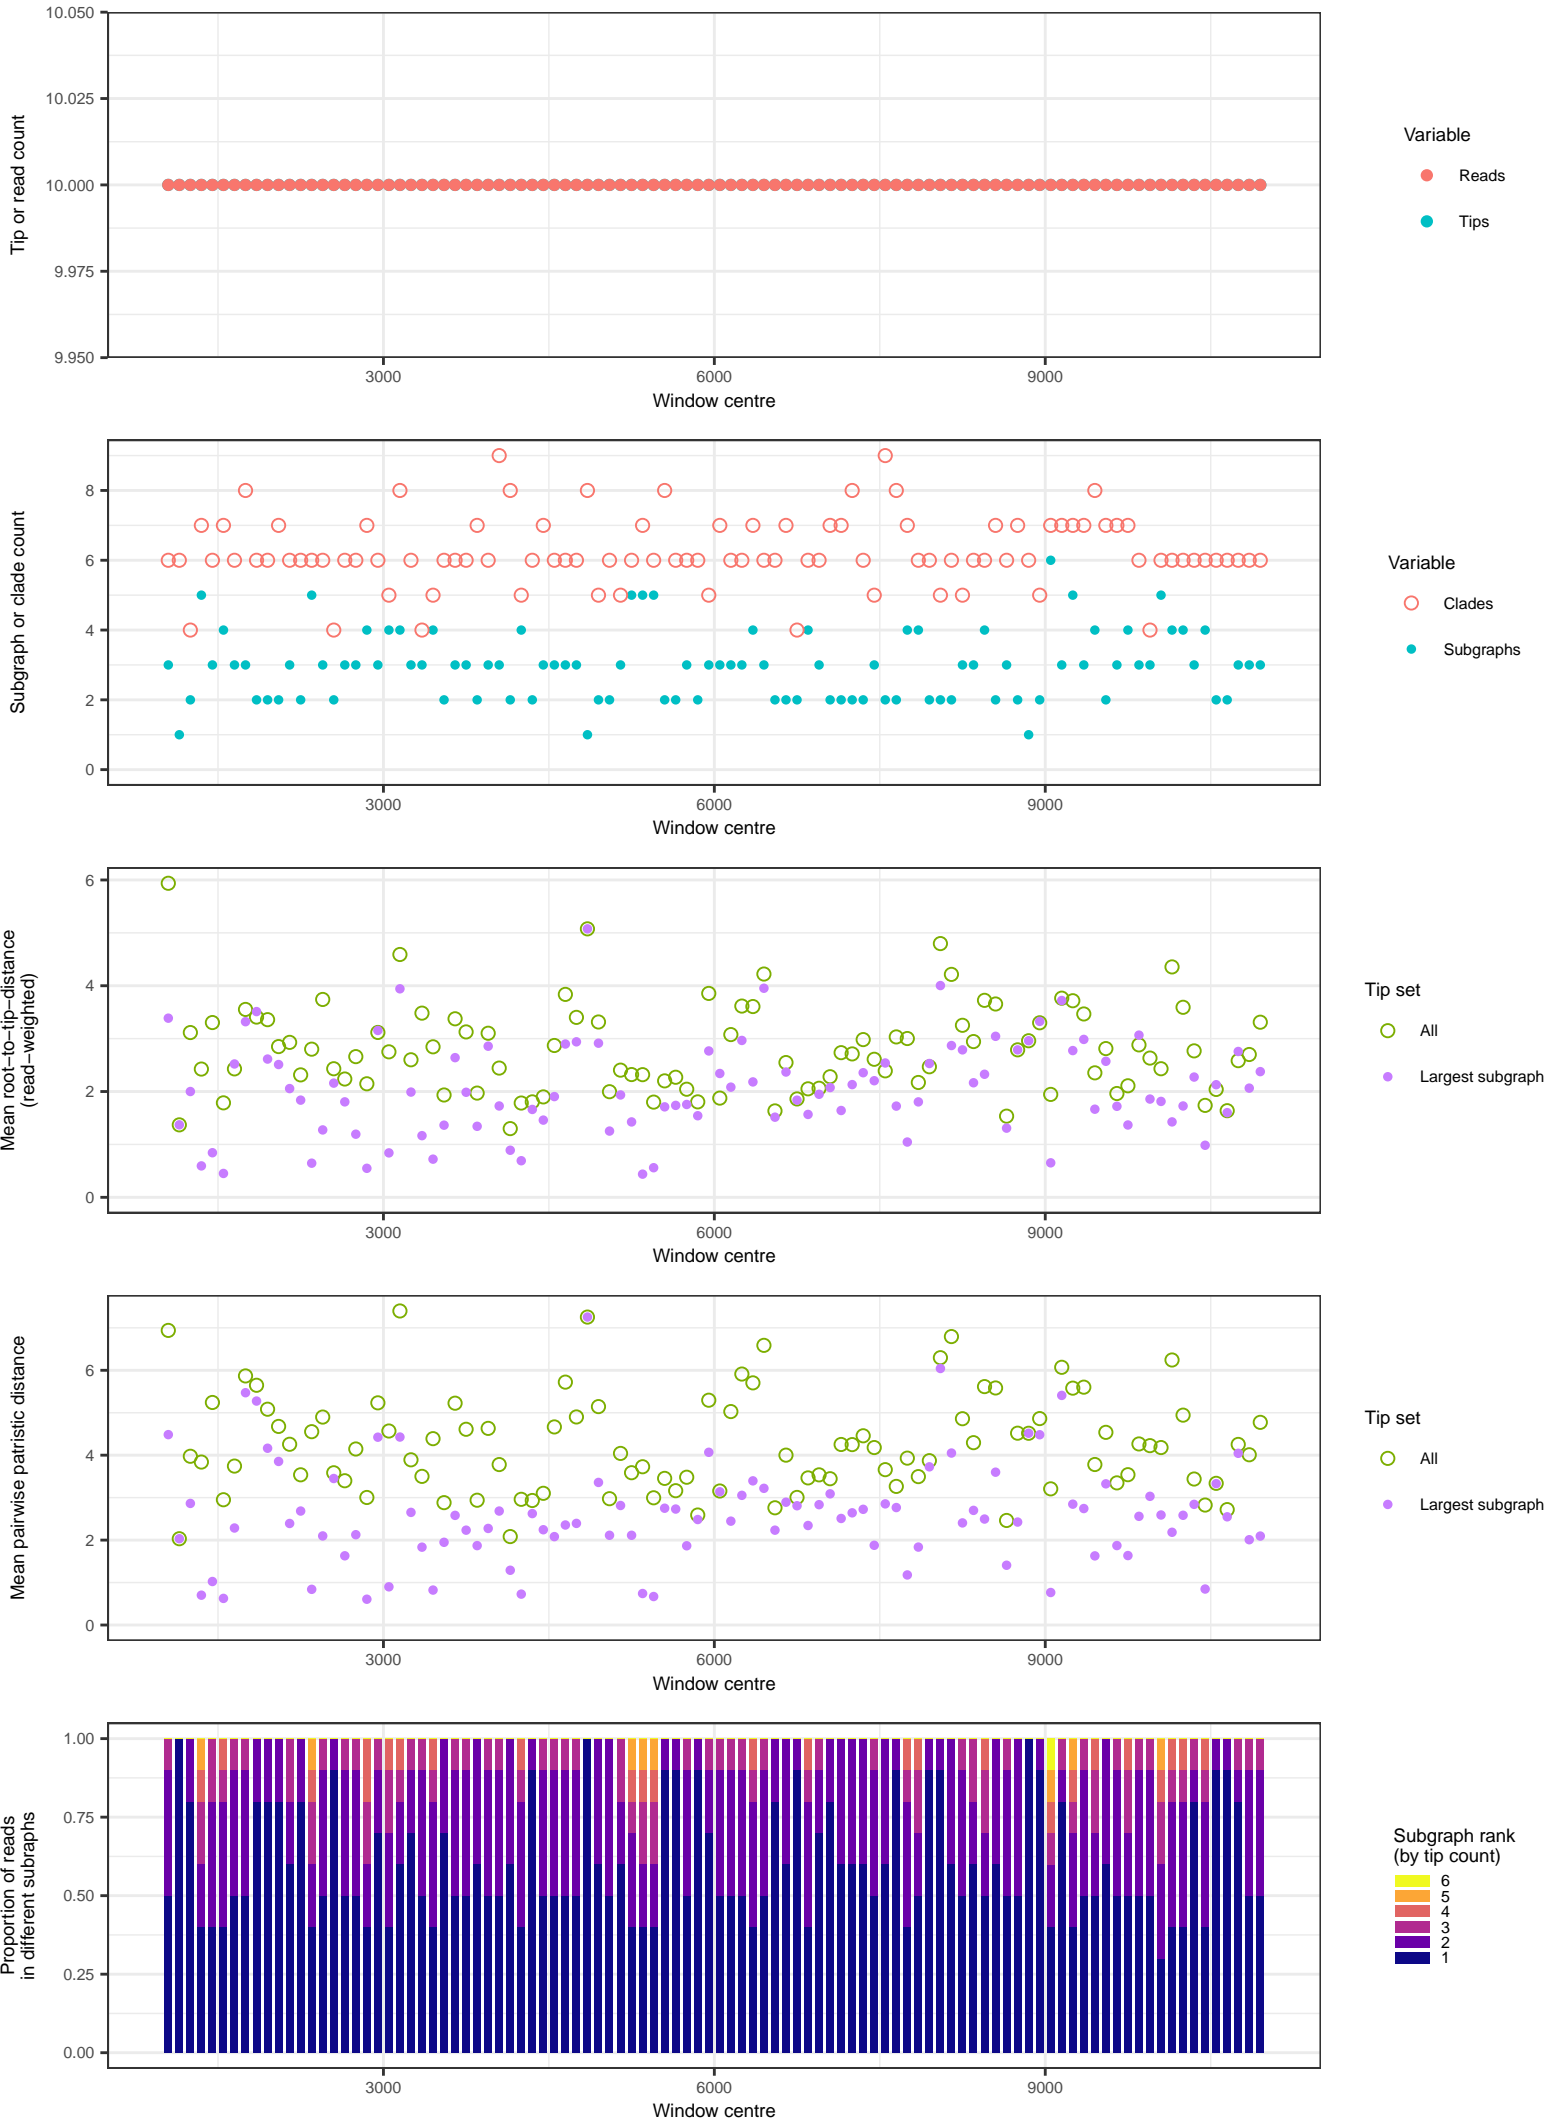 10.050
10.025
10.000
9.975
9.950
Tip or read count
3000
6000
9000
Window centre
Variable
Reads
Tips
8
6
4
2
0
Subgraph or clade count
3000
6000
9000
Window centre
Variable
Clades
Subgraphs
6
4
2
0
Mean root−to−tip−distance
(read−weighted)
3000
6000
9000
Window centre
Tip set
All
Largest subgraph
6
4
2
0
Mean pairwise patristic distance
3000
6000
9000
Window centre
Tip set
All
Largest subgraph
1.00
0.75
0.50
0.25
0.00
Proportion of reads
in different subraphs
3000
6000
9000
Window centre
Subgraph rank
(by tip count)
6
5
4
3
2
1